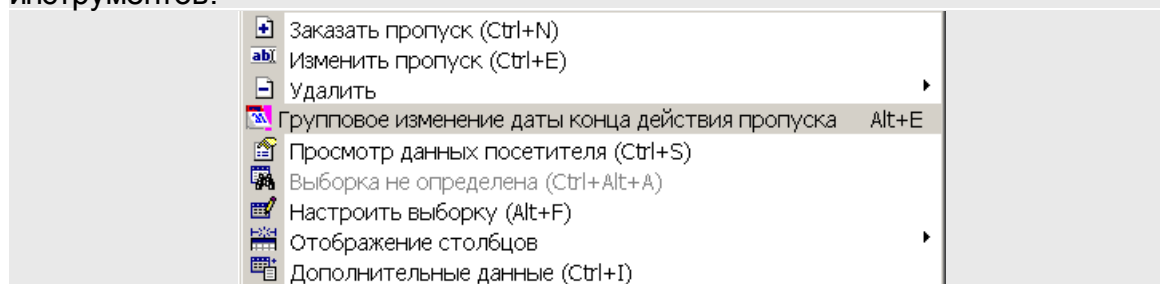 инструментов.
Заказать пропуск (Ctrl+N)
Изменить пропуск (Ctrl+E)
Удалить
Групповое изменение даты конца действия пропуска Alt+E
Просмотр данных посетителя (Ctrl+S)
Выборка не определена (Ctrl+Alt+A)
Настроить выборку (Alt+F)
Отображение столбцов
Дополнительные данные (Ctrl+I)